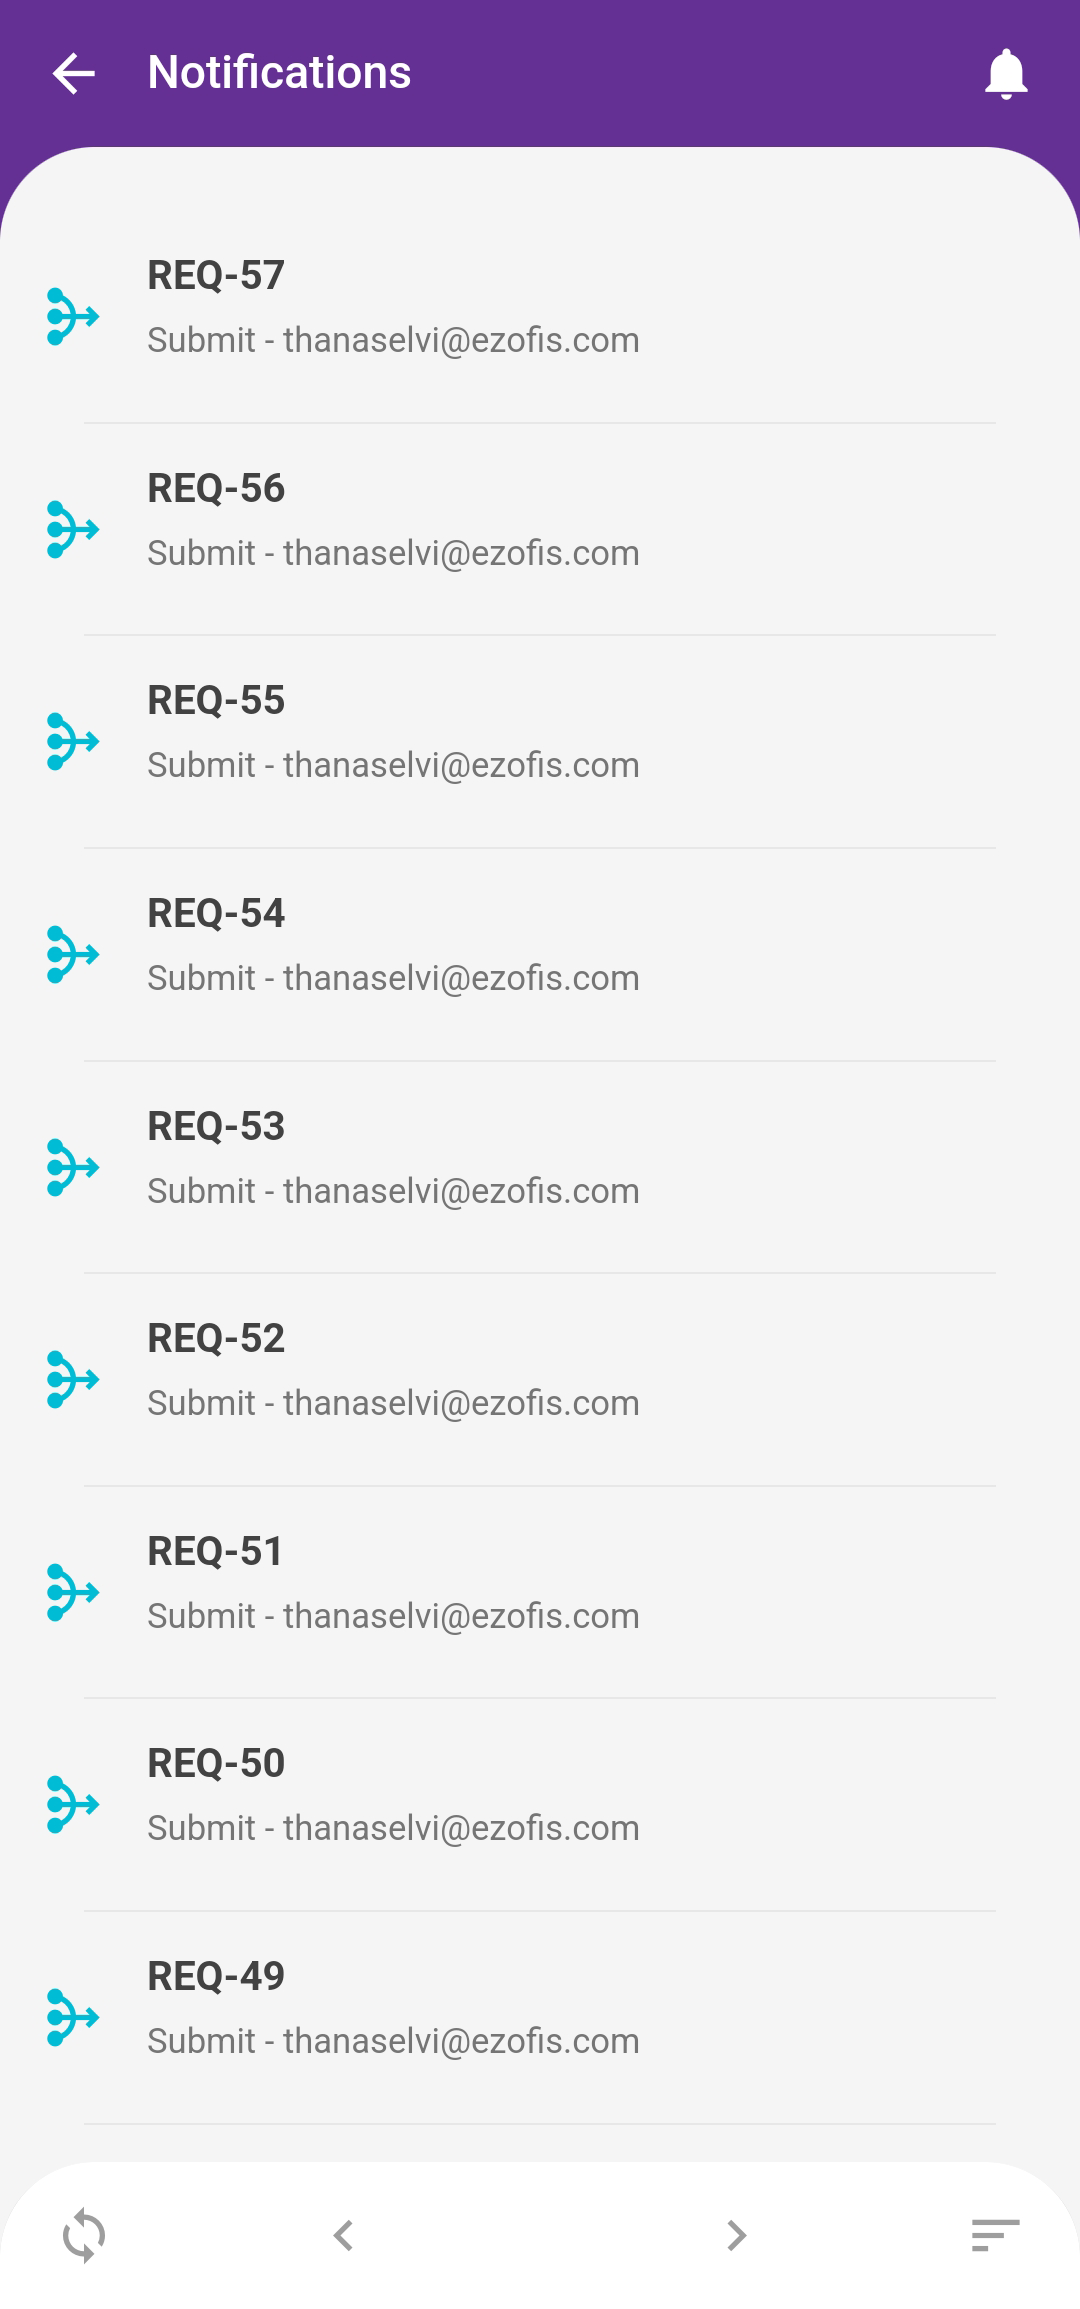 Notifications
REQ-57
Submit - thanaselvi@ezofis.com
REQ-56
Submit - thanaselvi@ezofis.com
REQ-55
Submit - thanaselvi@ezofis.com
REQ-54
Submit - thanaselvi@ezofis.com
REQ-53
Submit - thanaselvi@ezofis.com
REQ-52
Submit - thanaselvi@ezofis.com
REQ-51
Submit - thanaselvi@ezofis.com
REQ-50
Submit - thanaselvi@ezofis.com
REQ-49
Submit - thanaselvi@ezofis.com